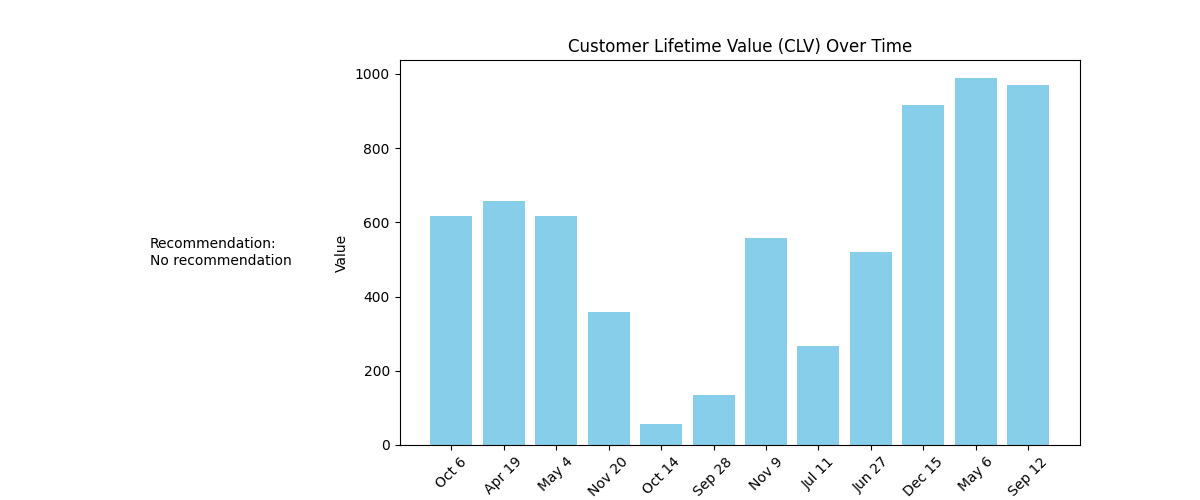 Customer Lifetime Value (CLV) Over Time
Recommendation:
No recommendation
Value
1000
800
600
400
200
0
Oct 6
Apr 19
May 4
Nov 20
Oct 14
Sep 28
Nov 9
Jul 11
Jun 27
Dec 15
May 6
Sep 12